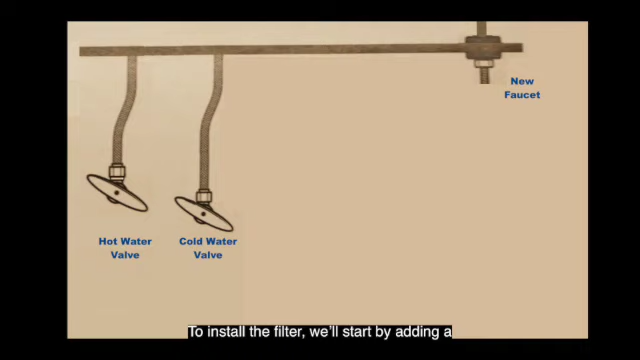 New
Faucet
Hot Water
Valve
Cold Water
Valve
To install the filter, we'll start by adding a